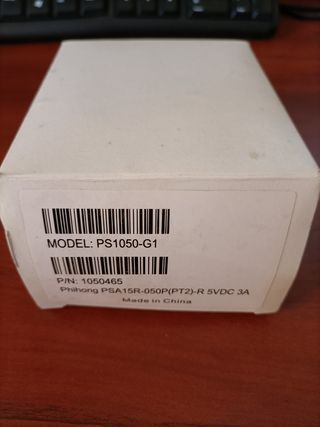 MODEL: PS1050-G1
P/N: 1050465
Phihong PSA15R-050P(PT2)-R 5VDC 3A
Made in China